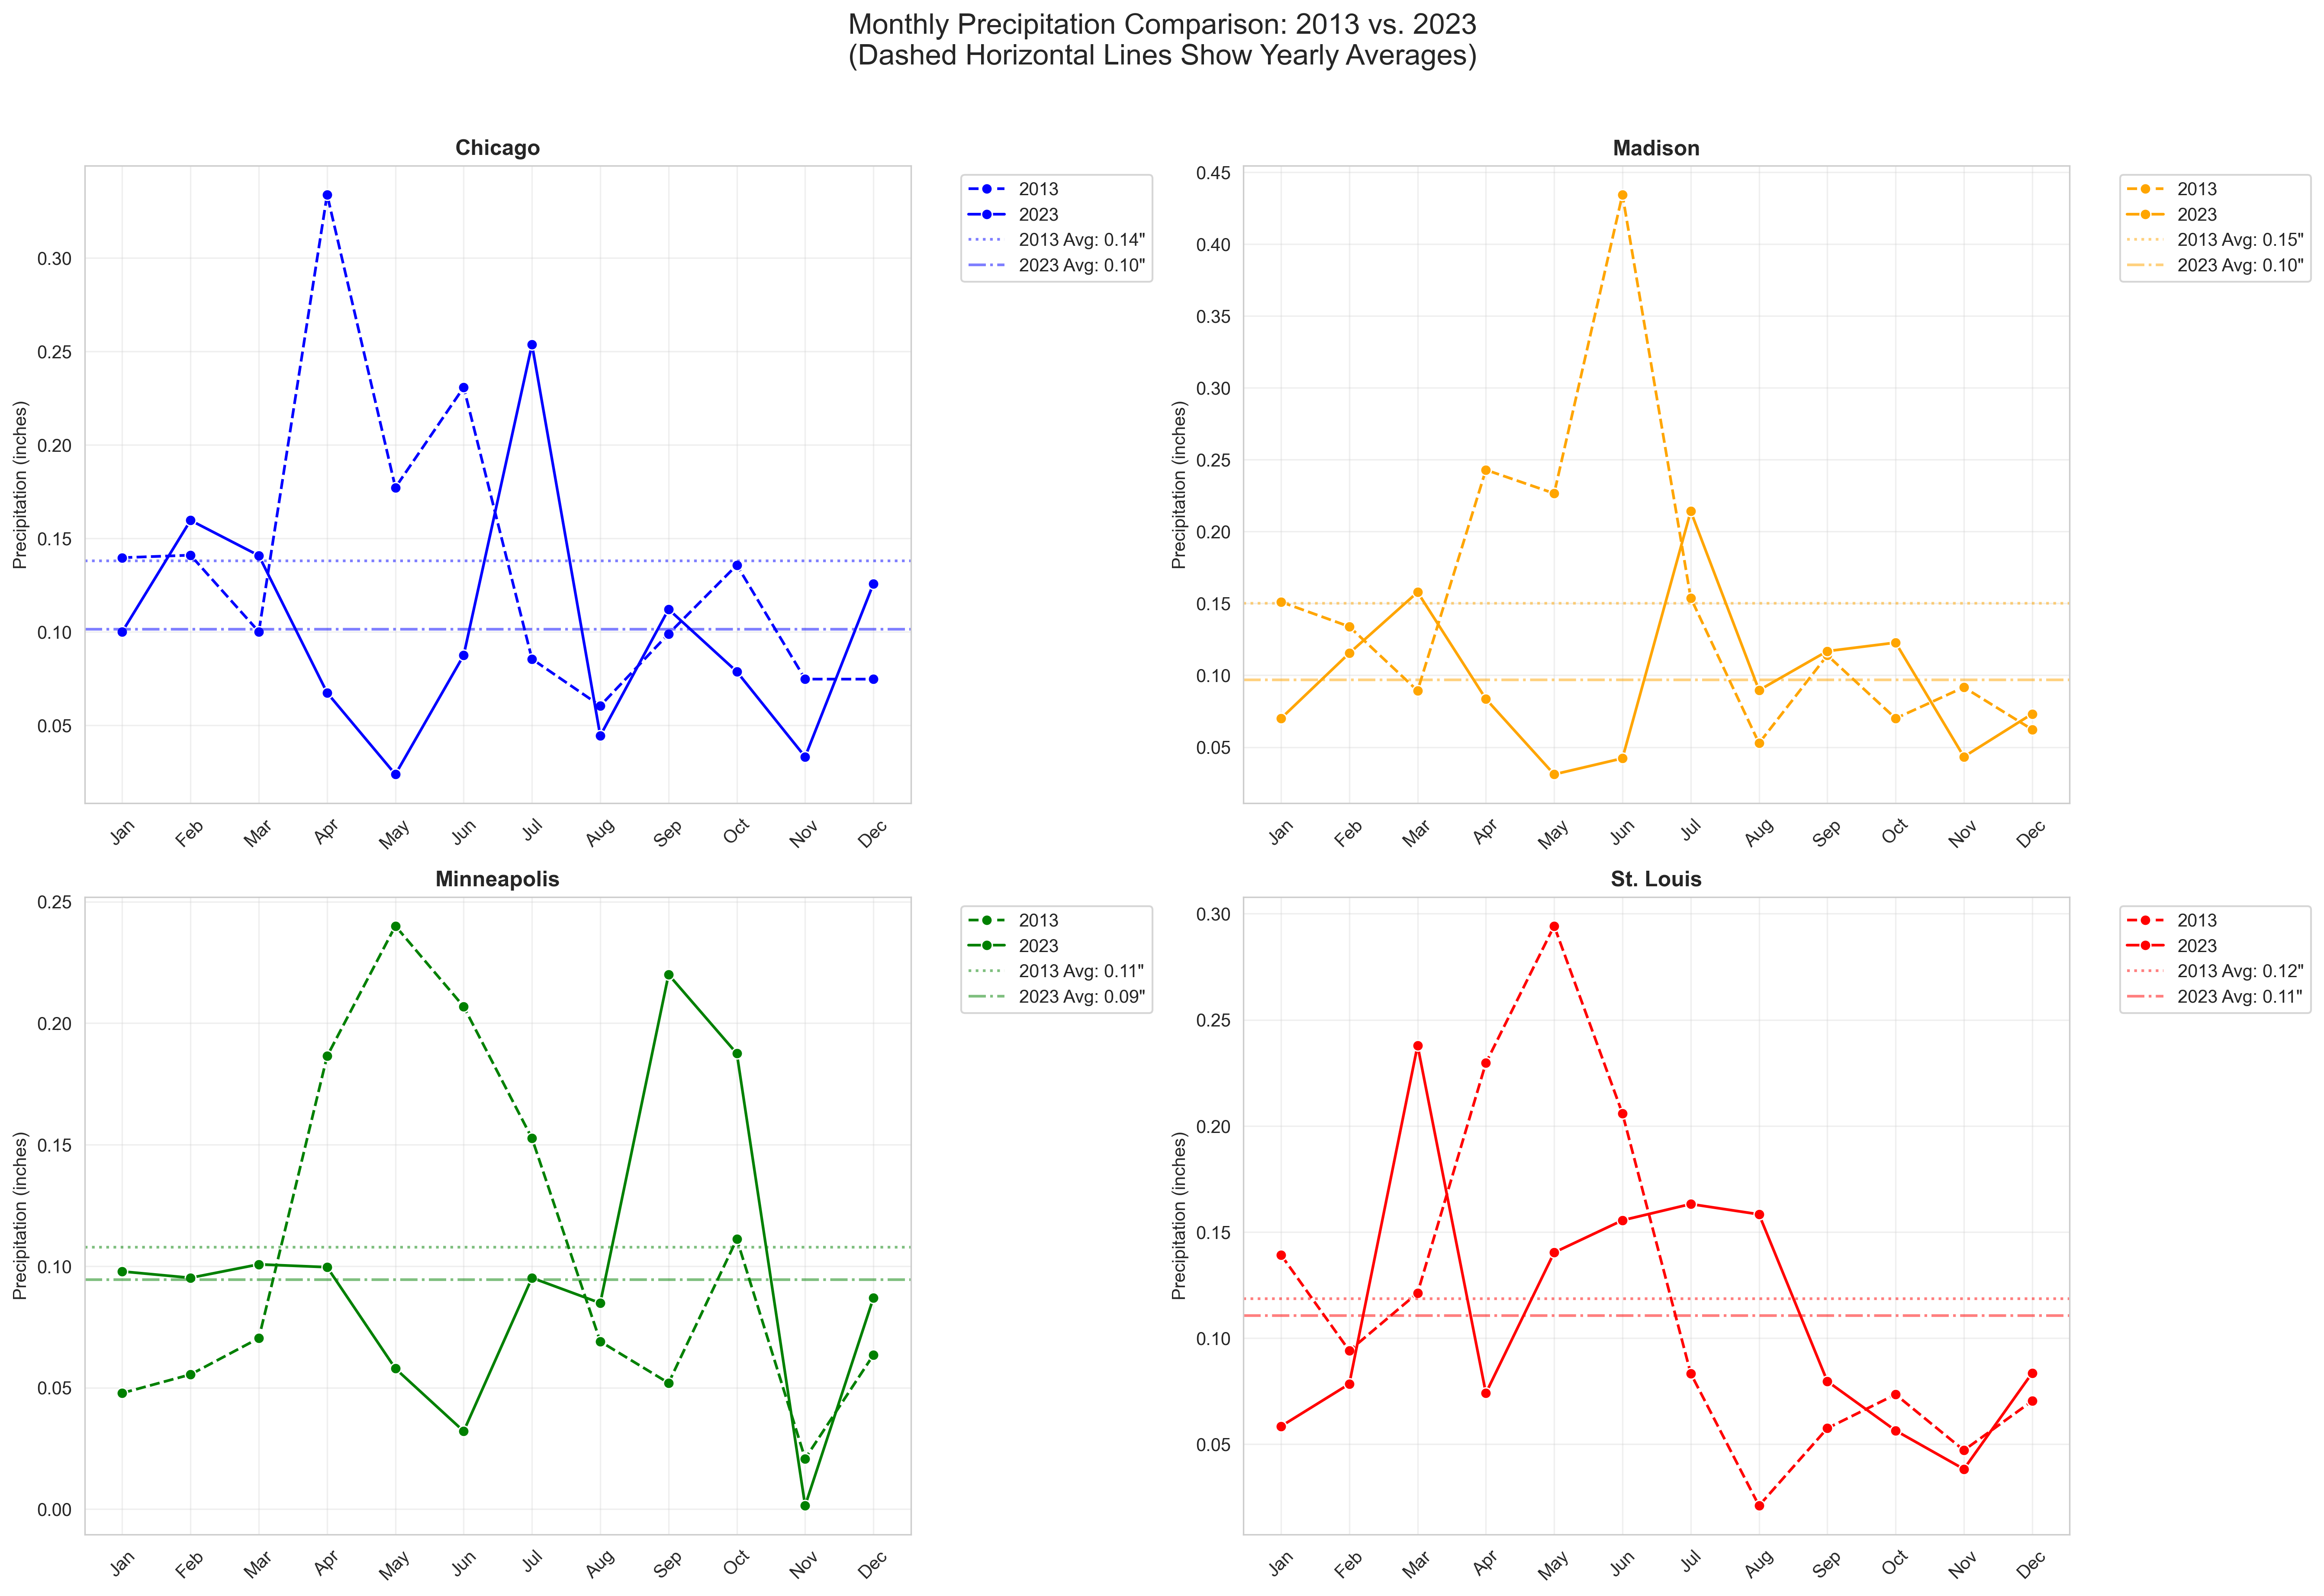 Monthly Precipitation Comparison: 2013 vs. 2023
(Dashed Horizontal Lines Show Yearly Averages)
Chicago
Precipitation (inches)
0.30
0.25
0.20
0.15
0.10
0.05
Jan
Feb
Mar
Apr
May
Jun
Jul
Aug
Sep
Oct
Nov
Dec
2013
2023
2013 Avg: 0.14"
2023 Avg: 0.10"
Madison
Precipitation (inches)
0.45
0.40
0.35
0.30
0.25
0.20
0.15
0.10
0.05
Jan
Feb
Mar
Apr
May
Jun
Jul
Aug
Sep
Oct
Nov
Dec
2013
2023
2013 Avg: 0.15"
2023 Avg: 0.10"
Minneapolis
Precipitation (inches)
0.25
0.20
0.15
0.10
0.05
0.00
Jan
Feb
Mar
Apr
May
Jun
Jul
Aug
Sep
Oct
Nov
Dec
2013
2023
2013 Avg: 0.11"
2023 Avg: 0.09"
St. Louis
Precipitation (inches)
0.30
0.25
0.20
0.15
0.10
0.05
Jan
Feb
Mar
Apr
May
Jun
Jul
Aug
Sep
Oct
Nov
Dec
2013
2023
2013 Avg: 0.12"
2023 Avg: 0.11"